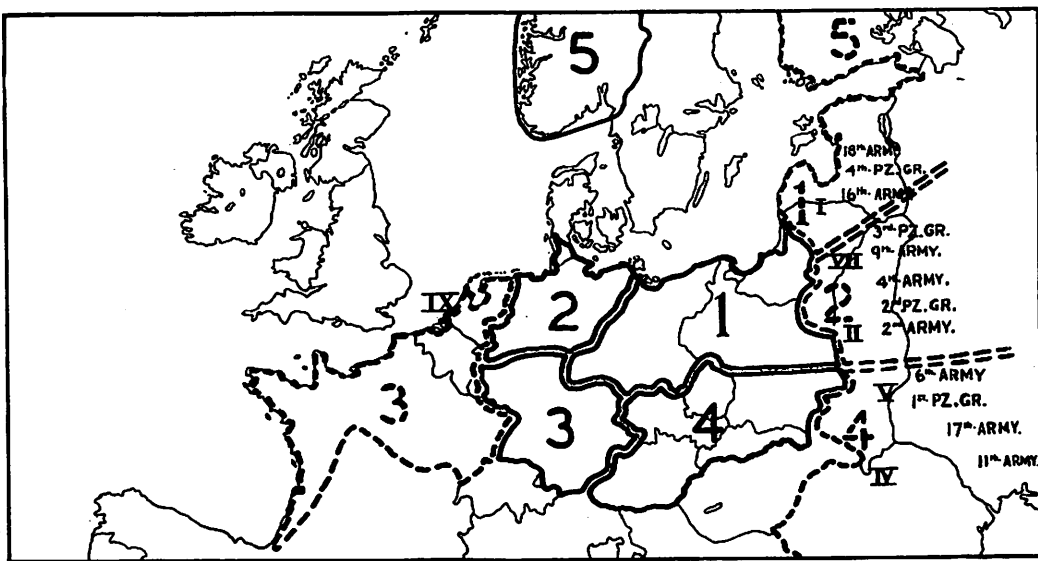 5
5
18th ARMY
4th PZ.GR.
1 I
16th ARMY
3rd PZ.GR.
9th ARMY.
VII
IX
2
2
1
4th ARMY.
2nd PZ.GR.
2
2nd ARMY.
II
6th ARMY
V
1st PZ.GR.
3
3
4
4
17th ARMY.
11th ARMY.
IV